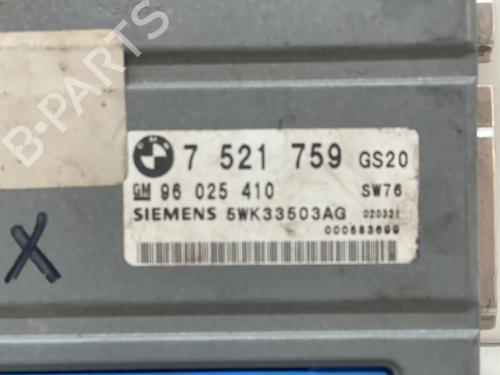 7 521 759 GS20
GM 96 025 410 SW76
SIEMENS 5WK33503AG 020321
000583699
X
B-PARTS